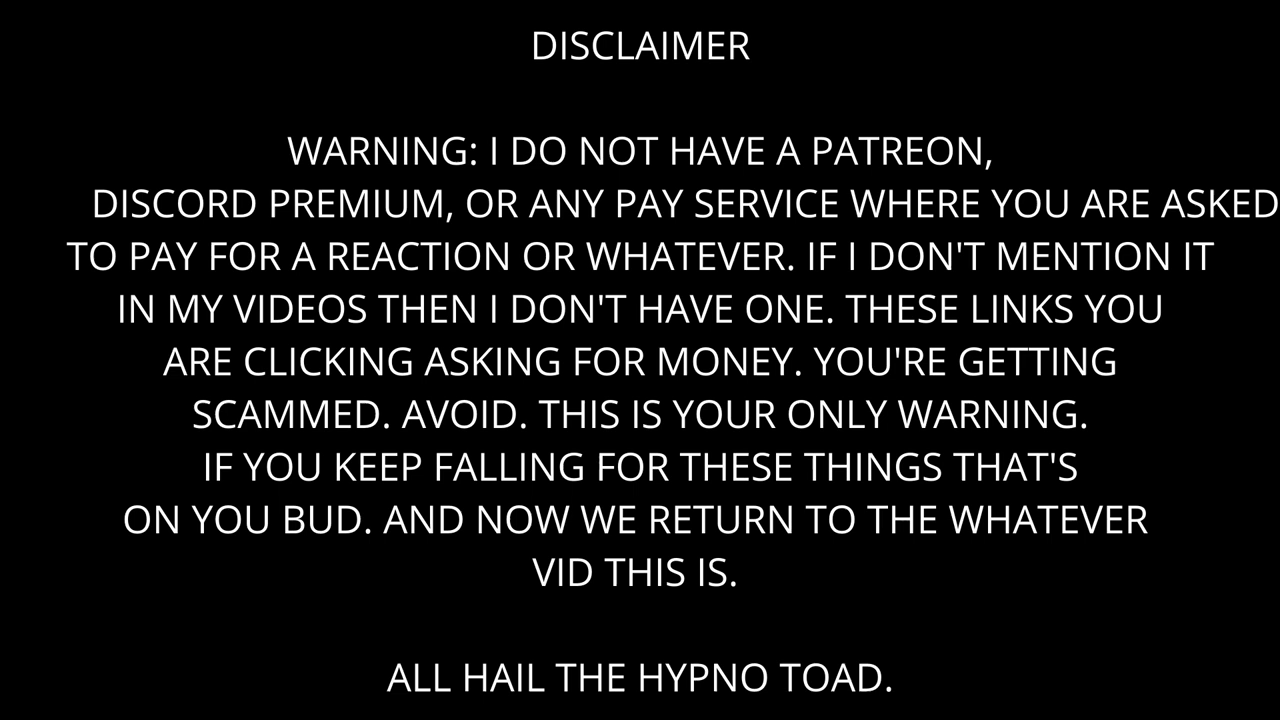 DISCLAIMER
WARNING: I DO NOT HAVE A PATREON,
DISCORD PREMIUM, OR ANY PAY SERVICE WHERE YOU ARE ASKED
TO PAY FOR A REACTION OR WHATEVER. IF I DON'T MENTION IT
IN MY VIDEOS THEN I DON'T HAVE ONE. THESE LINKS YOU
ARE CLICKING ASKING FOR MONEY. YOU'RE GETTING
SCAMMED. AVOID. THIS IS YOUR ONLY WARNING.
IF YOU KEEP FALLING FOR THESE THINGS THAT'S
ON YOU BUD. AND NOW WE RETURN TO THE WHATEVER
VID THIS IS.
ALL HAIL THE HYPNO TOAD.